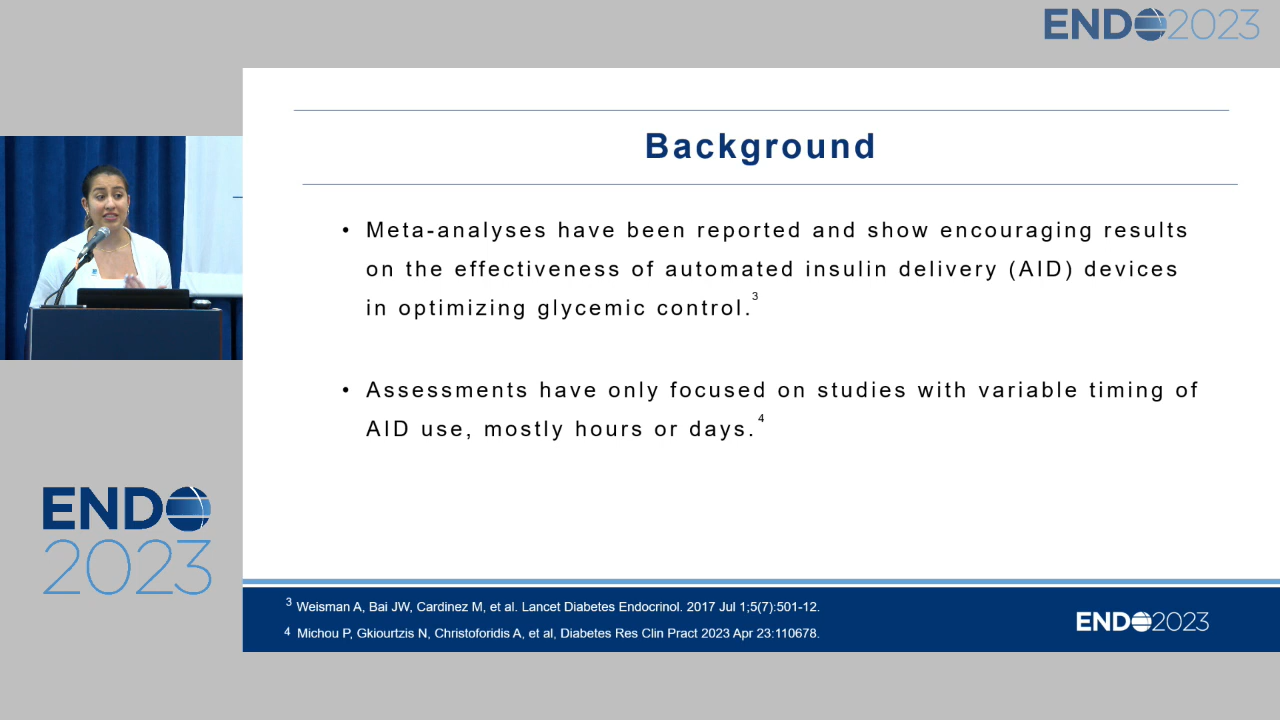 END 2023
Background
• Meta-analyses have been reported and show encouraging results
on the effectiveness of automated insulin delivery (AID) devices
in optimizing glycemic control.3
• Assessments have only focused on studies with variable timing of
AID use, mostly hours or days.4
ENDO
2023
3 Weisman A, Bai JW, Cardinez M, et al. Lancet Diabetes Endocrinol. 2017 Jul 1;5(7):501-12.
4 Michou P, Gkiourtzis N, Christoforidis A, et al, Diabetes Res Clin Pract 2023 Apr 23:110678.
ENDO2023